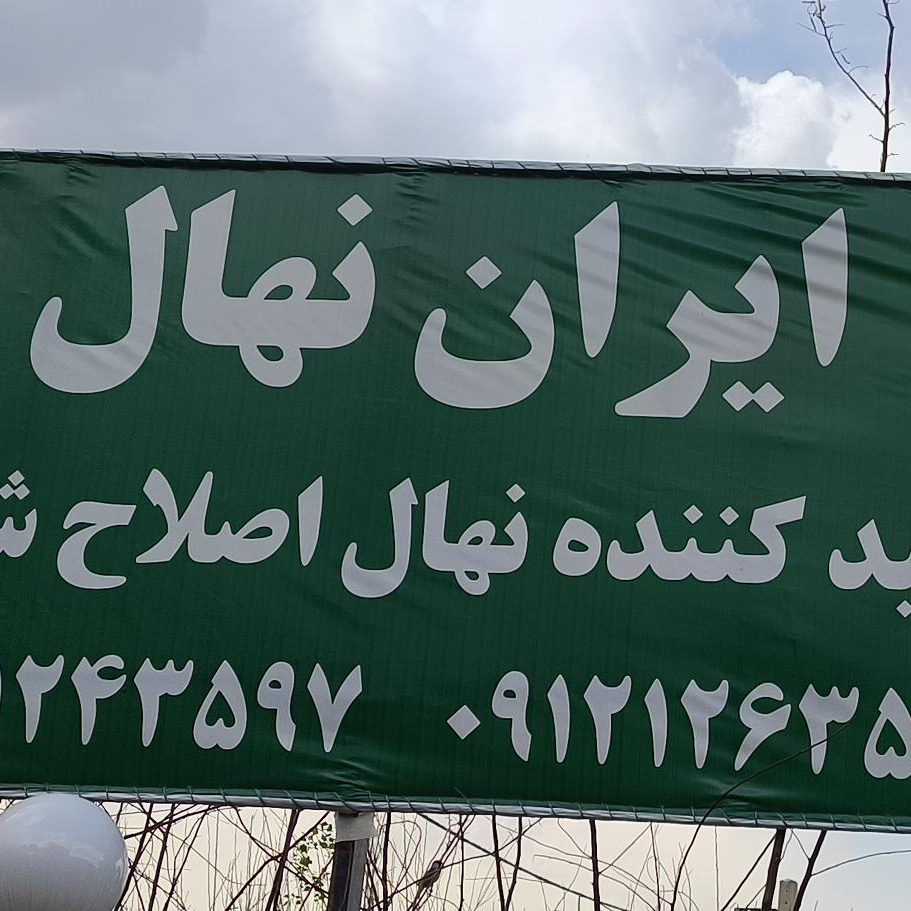 ایران نهال
کننده نهال اصلاح
۲۴۳۵۹۷ ۰۹۱۲۱۲۶۳۵